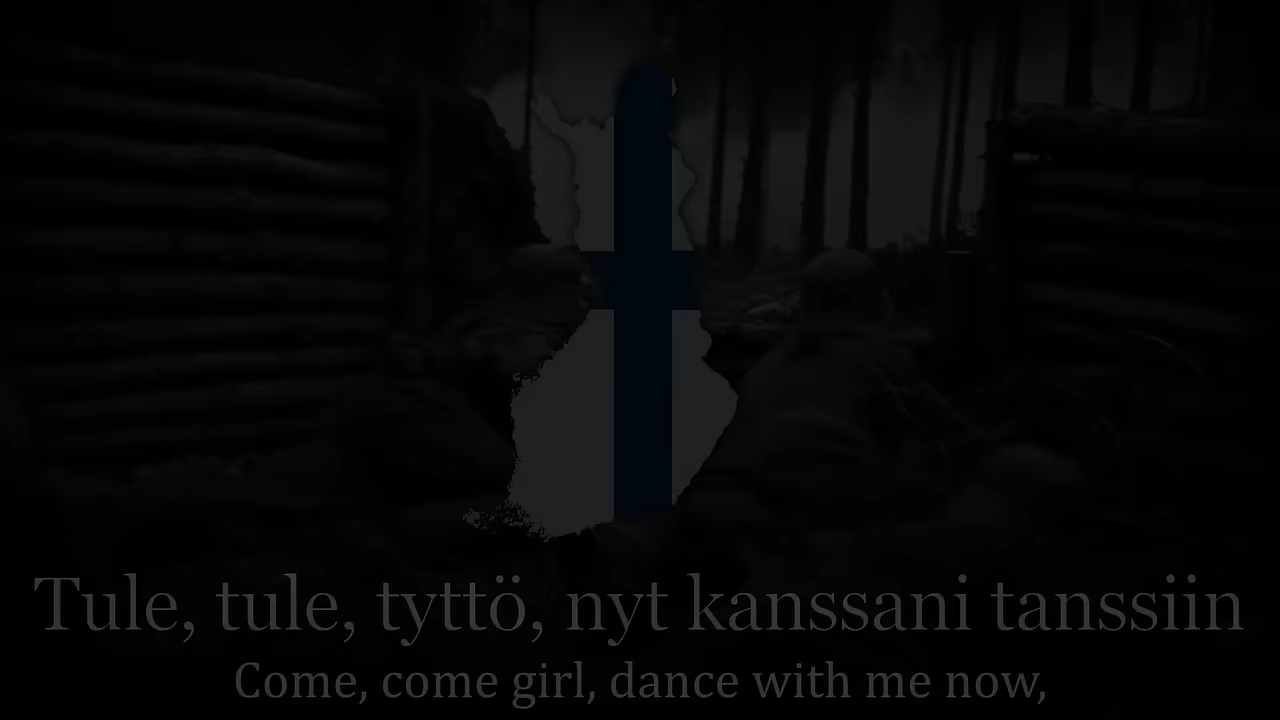 Tule, tule, tyttö, nyt kanssani tanssiin
Come, come girl, dance with me now,